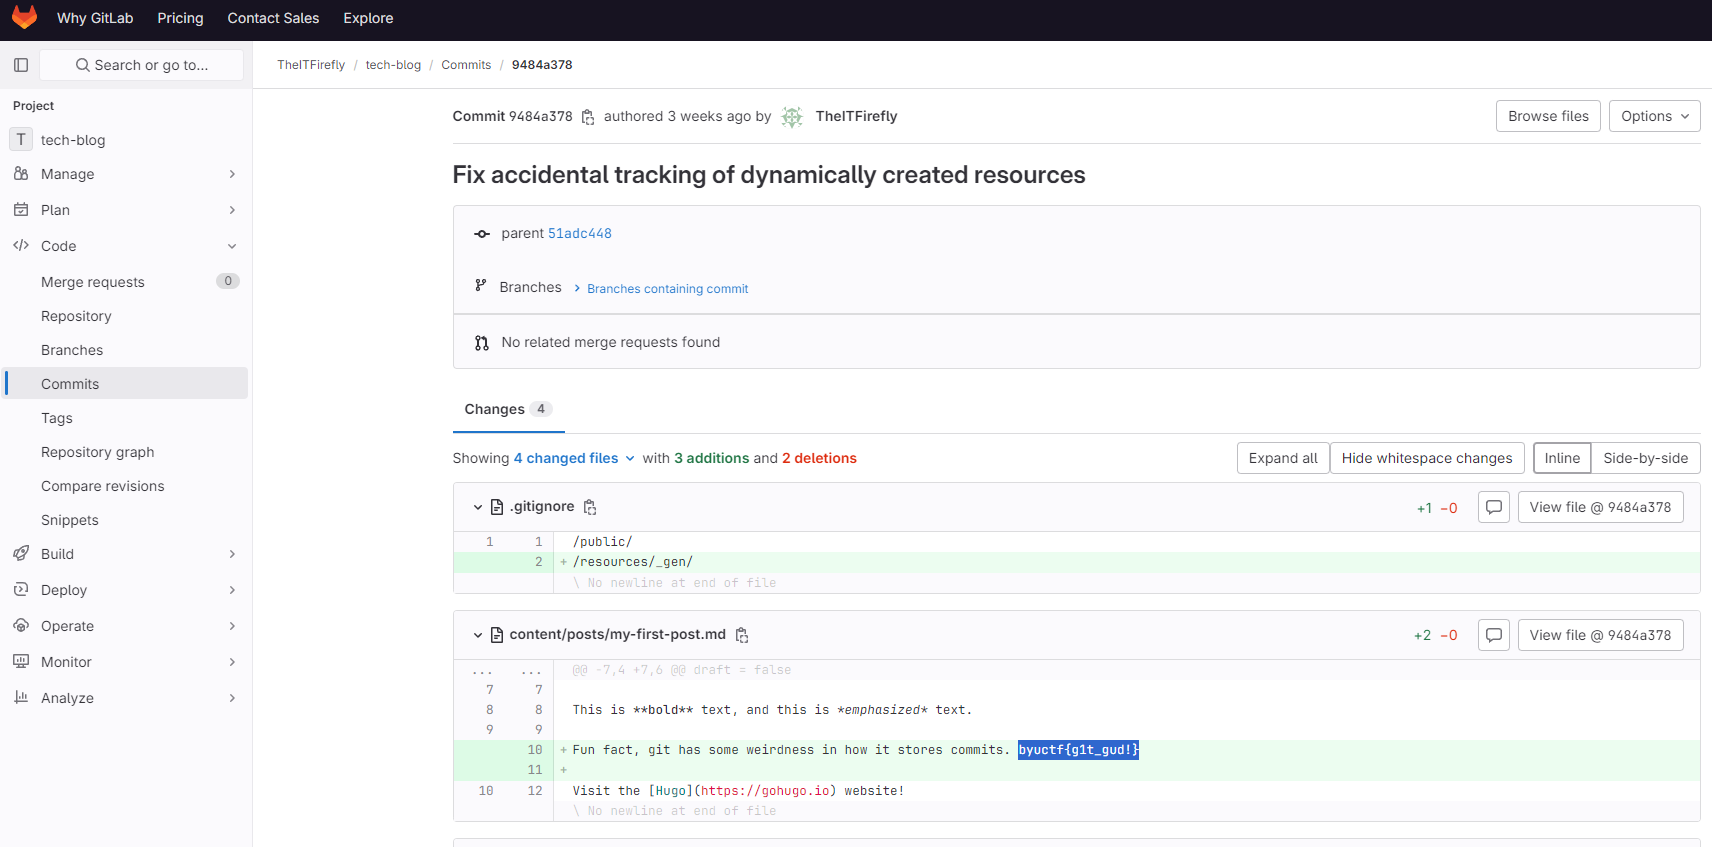 Why GitLab Pricing Contact Sales Explore
Search or go to...
TheITFirefly / tech-blog / Commits / 9484a378
Project
T tech-blog
Manage
Plan
Code
Merge requests 0
Repository
Branches
Commits
Tags
Repository graph
Compare revisions
Snippets
Build
Deploy
Operate
Monitor
Analyze
Commit 9484a378 authored 3 weeks ago by TheITFirefly
Browse files Options
Fix accidental tracking of dynamically created resources
parent 51adc448
Branches Branches containing commit
No related merge requests found
Changes 4
Showing 4 changed files with 3 additions and 2 deletions
Expand all Hide whitespace changes Inline Side-by-side
.gitignore +1 −0 View file @ 9484a378
1 1 /public/
2 + /resources/_gen/
\ No newline at end of file
content/posts/my-first-post.md +2 −0 View file @ 9484a378
... ... @@ -7,4 +7,6 @@ draft = false
7 7
8 8 This is **bold** text, and this is *emphasized* text.
9 9
10 + Fun fact, git has some weirdness in how it stores commits. byuctf{g1t_gud!}
11 +
10 12 Visit the [Hugo](https://gohugo.io) website!
\ No newline at end of file